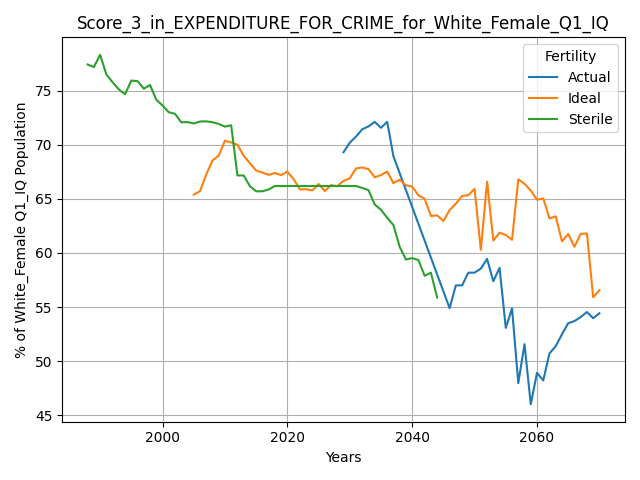 Score_3_in_EXPENDITURE_FOR_CRIME_for_White_Female_Q1_IQ
Fertility
Actual
Ideal
Sterile
% of White_Female Q1_IQ Population
75
70
65
60
55
50
45
2000
2020
2040
2060
Years